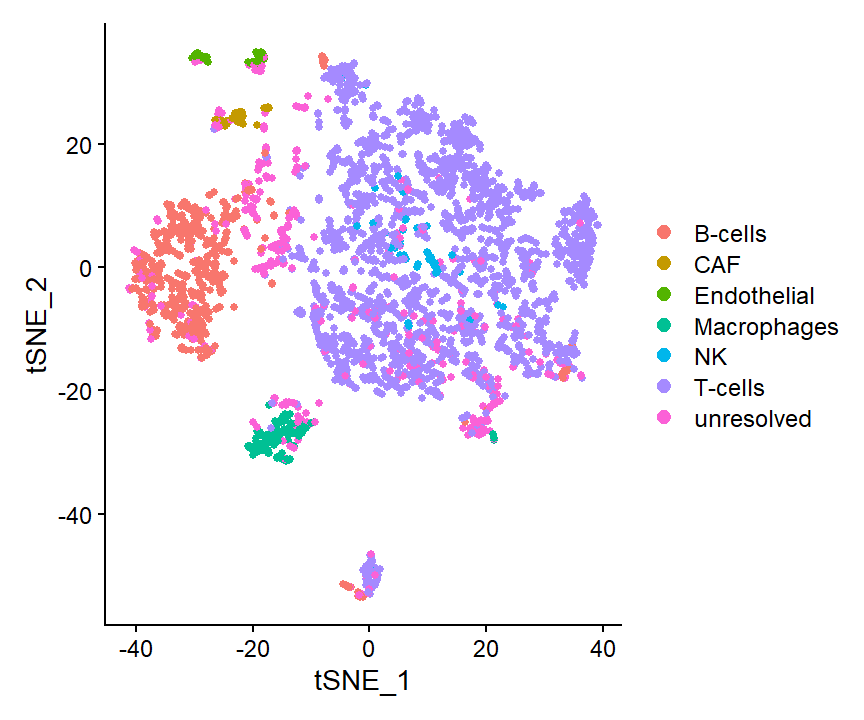 20
0
-20
-40
tSNE_2
-40
-20
0
20
40
tSNE_1
B-cells
CAF
Endothelial
Macrophages
NK
T-cells
unresolved